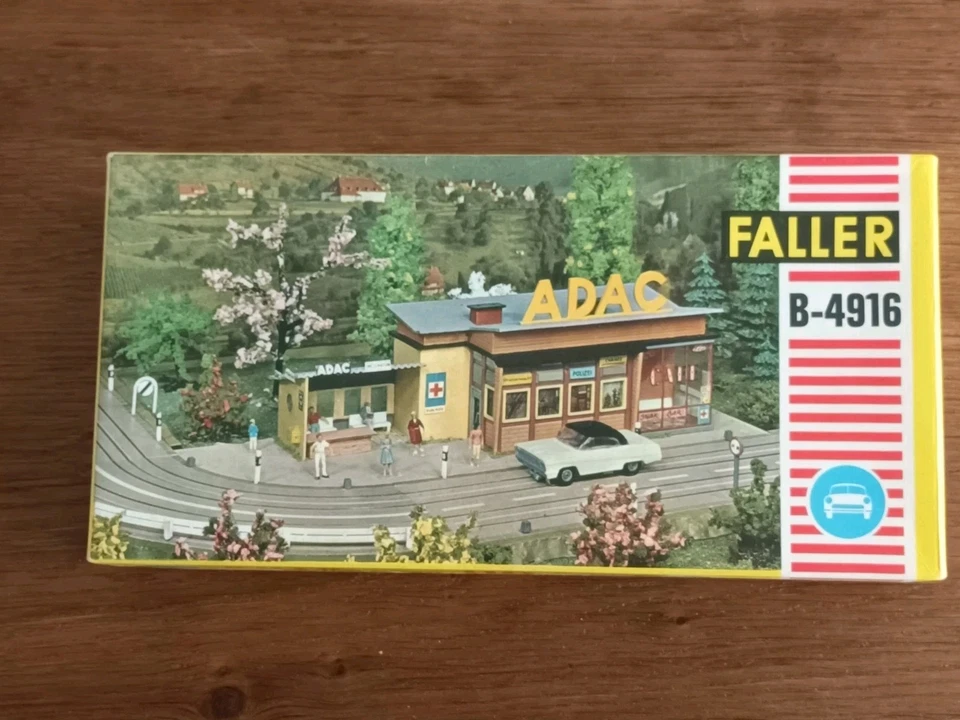 FALLER
B-4916
ADAC
ADAC
POLIZEI